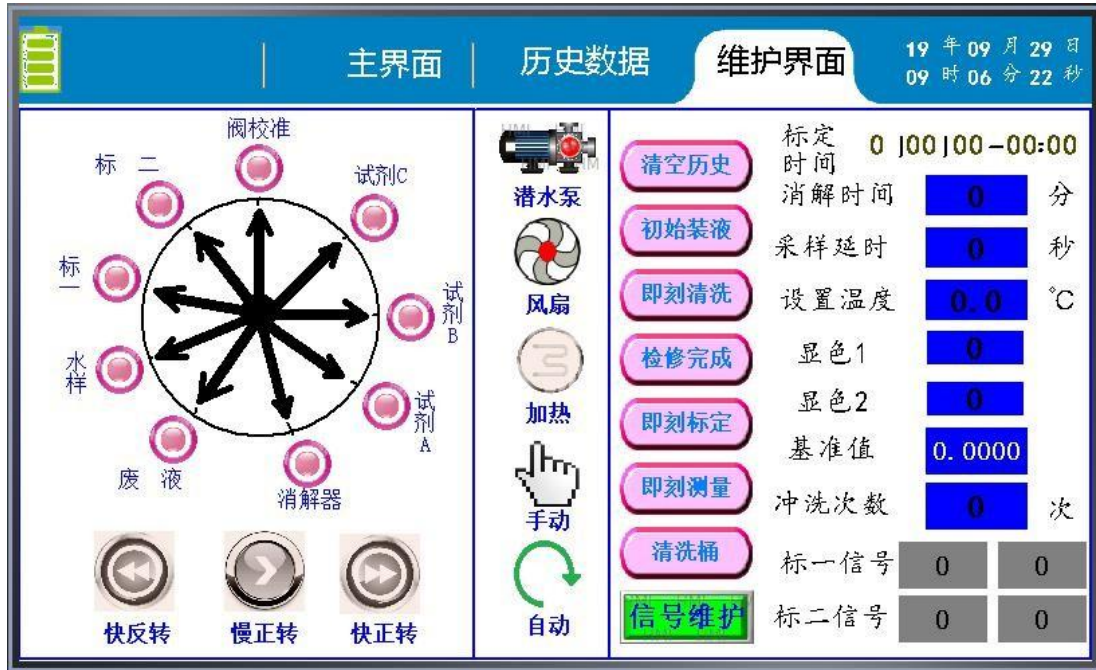 主界面
历史数据
维护界面
19 年 09 月 29 日
09 时 06 分 22 秒
阀校准
标 二
试剂C
标一
试剂B
水样
试剂A
废 液
消解器
快反转
慢正转
快正转
潜水泵
风扇
加热
手动
自动
清空历史
初始装液
即刻清洗
检修完成
即刻标定
即刻测量
清洗桶
信号维护
标定时间 0 |00|00-00:00
消解时间 0 分
采样延时 0 秒
设置温度 0.0 °C
显色1 0
显色2 0
基准值 0.0000
冲洗次数 0 次
标一信号 0 0
标二信号 0 0